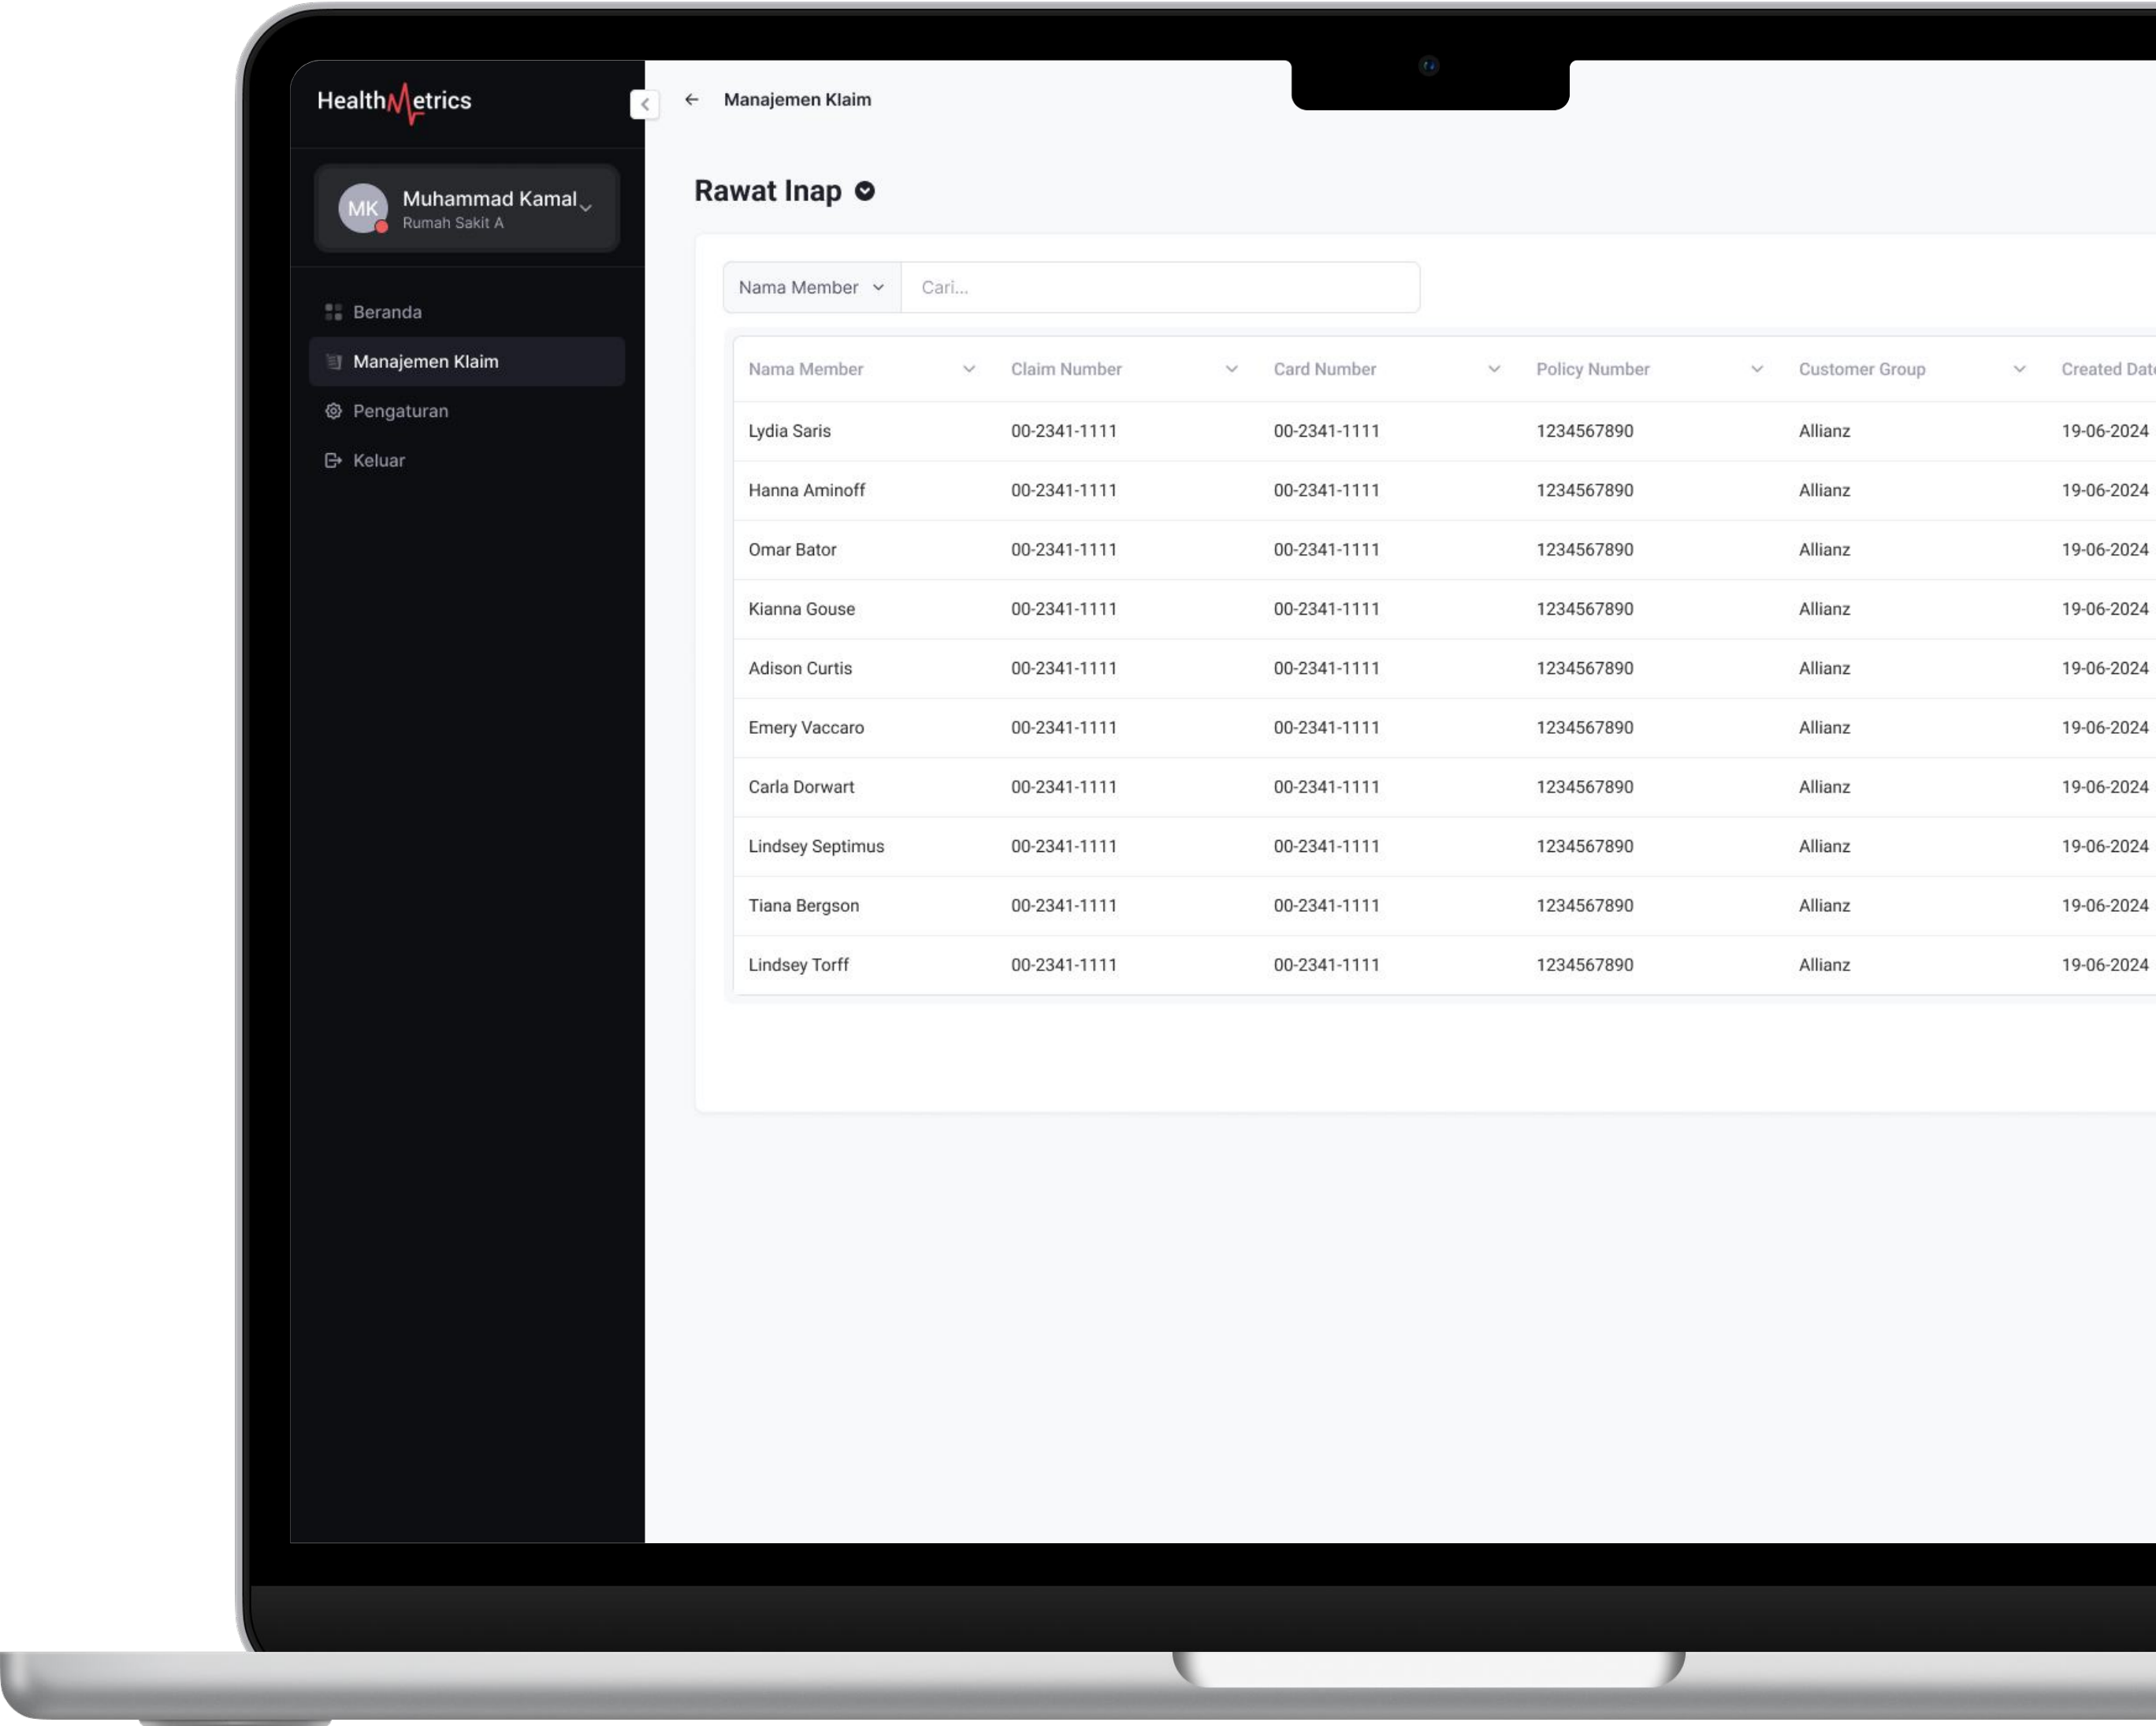 HealthMetrics
Manajemen Klaim
MK
Muhammad Kamal
Rumah Sakit A
Beranda
Manajemen Klaim
Pengaturan
Keluar
Rawat Inap
Nama Member Cari...
Nama Member Claim Number Card Number Policy Number Customer Group Created Date
Lydia Saris 00-2341-1111 00-2341-1111 1234567890 Allianz 19-06-2024
Hanna Aminoff 00-2341-1111 00-2341-1111 1234567890 Allianz 19-06-2024
Omar Bator 00-2341-1111 00-2341-1111 1234567890 Allianz 19-06-2024
Kianna Gouse 00-2341-1111 00-2341-1111 1234567890 Allianz 19-06-2024
Adison Curtis 00-2341-1111 00-2341-1111 1234567890 Allianz 19-06-2024
Emery Vaccaro 00-2341-1111 00-2341-1111 1234567890 Allianz 19-06-2024
Carla Dorwart 00-2341-1111 00-2341-1111 1234567890 Allianz 19-06-2024
Lindsey Septimus 00-2341-1111 00-2341-1111 1234567890 Allianz 19-06-2024
Tiana Bergson 00-2341-1111 00-2341-1111 1234567890 Allianz 19-06-2024
Lindsey Torff 00-2341-1111 00-2341-1111 1234567890 Allianz 19-06-2024